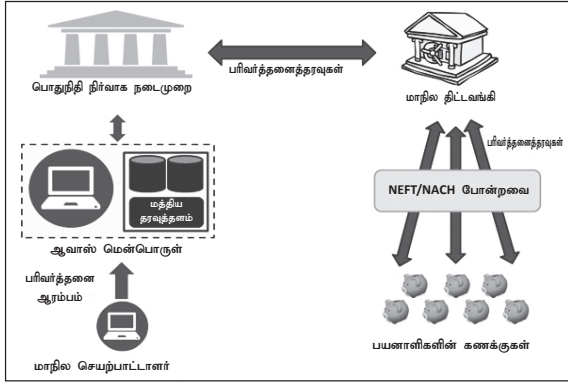 பரிவர்த்தனைத்தரவுகள்
பொதுநிதி நிர்வாக நடைமுறை
மாநில திட்டவங்கி
பரிவர்த்தனைத்தரவுகள்
NEFT/NACH போன்றவை
மத்திய
தரவுத்தளம்
ஆவாஸ் மென்பொருள்
பரிவர்த்தனை
ஆரம்பம்
பயனாளிகளின் கணக்குகள்
மாநில செயற்பாட்டாளர்